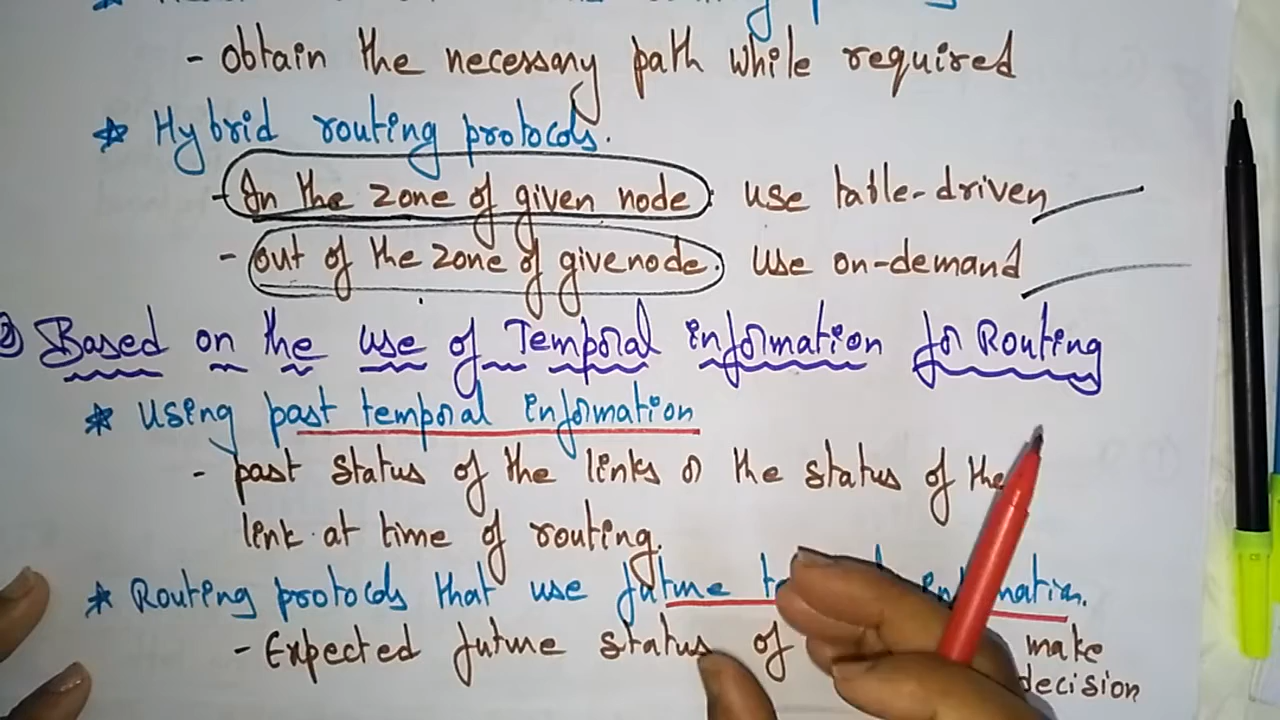 - obtain the necessary path while required
* Hybrid routing protocols.
- In the zone of given node : use table-driven
- out of the zone of givenode : use on-demand
② Based on the use of Temporal information for Routing
* Using past temporal information
- past status of the links or the status of the
link at time of routing.
* Routing protocols that use future
- Expected future status of make
decision